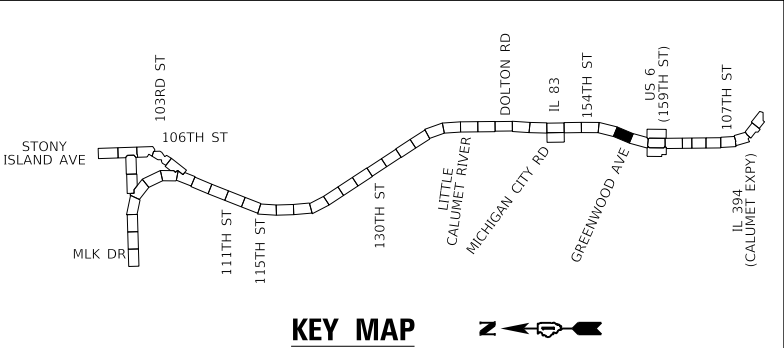 103RD ST
106TH ST
STONY
ISLAND AVE
MLK DR
111TH ST
115TH ST
130TH ST
LITTLE
CALUMET RIVER
DOLTON RD
MICHIGAN CITY RD
IL 83
154TH ST
GREENWOOD AVE
US 6
(159TH ST)
107TH ST
IL 394
(CALUMET EXPY)
KEY MAP
N